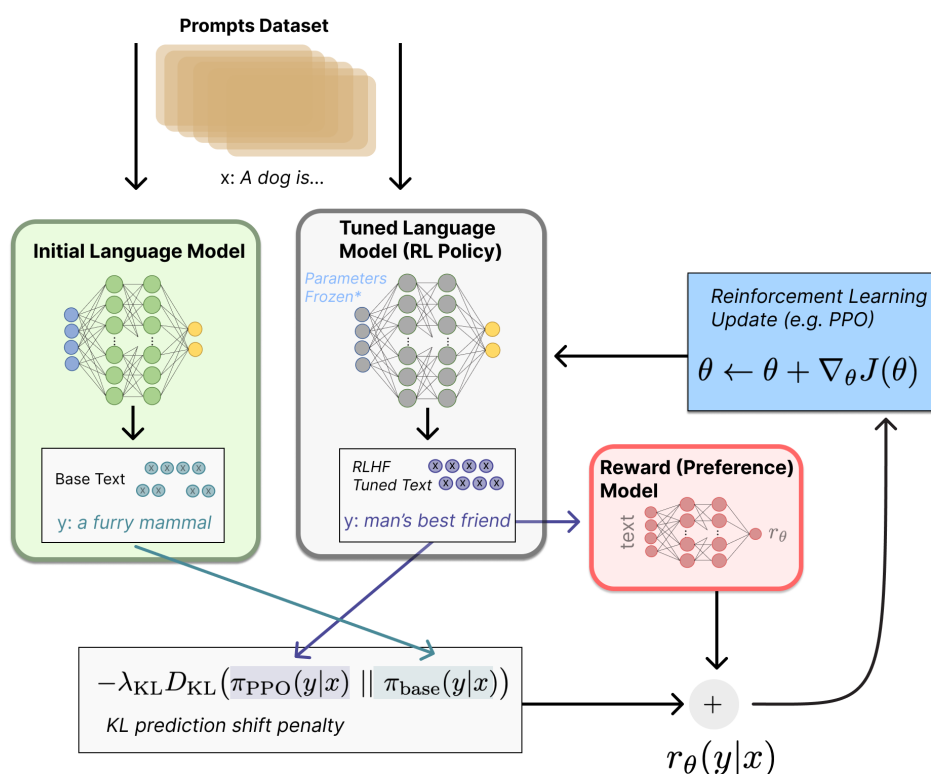 Prompts Dataset
x: A dog is...
Initial Language Model
Base Text
x x x x
x x x x
y: a furry mammal
Tuned Language
Model (RL Policy)
Parameters
Frozen*
RLHF
Tuned Text
x x x x
x x x x
y: man's best friend
Reinforcement Learning
Update (e.g. PPO)
θ ← θ + ∇θJ(θ)
Reward (Preference)
Model
text
rθ
−λKL DKL(πPPO(y|x) || πbase(y|x))
KL prediction shift penalty
+
rθ(y|x)